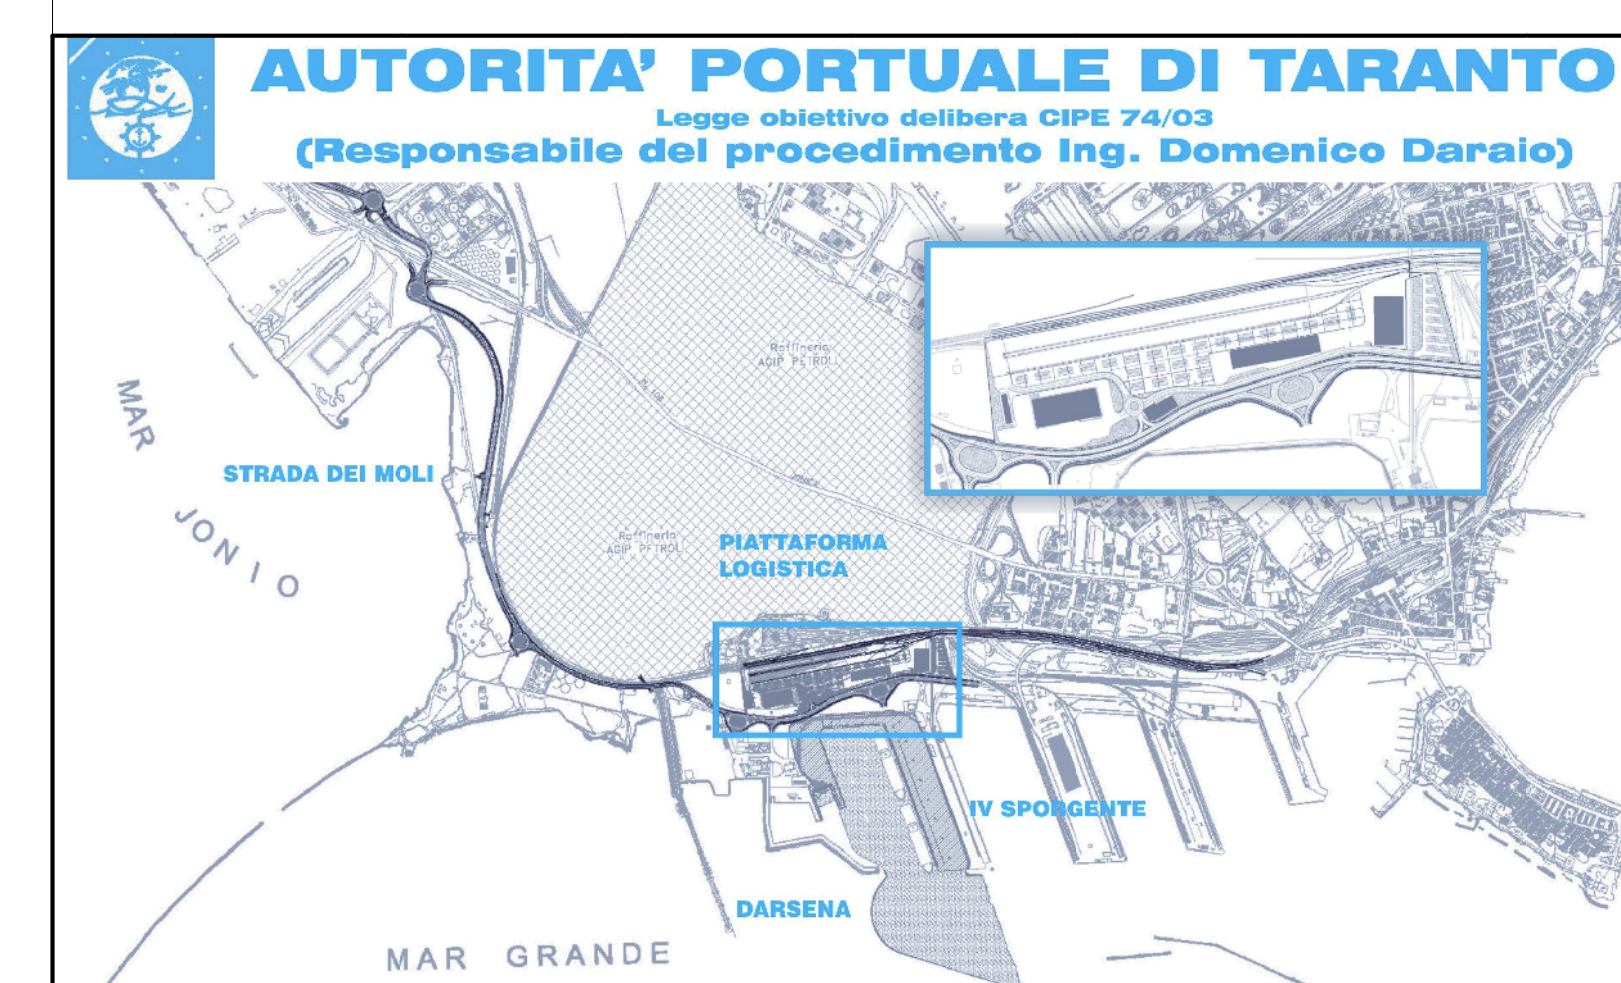 AUTORITA' PORTUALE DI TARANTO
Legge obiettivo delibera CIPE 74/03
(Responsabile del procedimento Ing. Domenico Daraio)
Raffineria
AGIP PETROLI
MAR
JONIO
STRADA DEI MOLI
Raffineria
AGIP PETROLI
PIATTAFORMA
LOGISTICA
IV SPORGENTE
DARSENA
MAR GRANDE